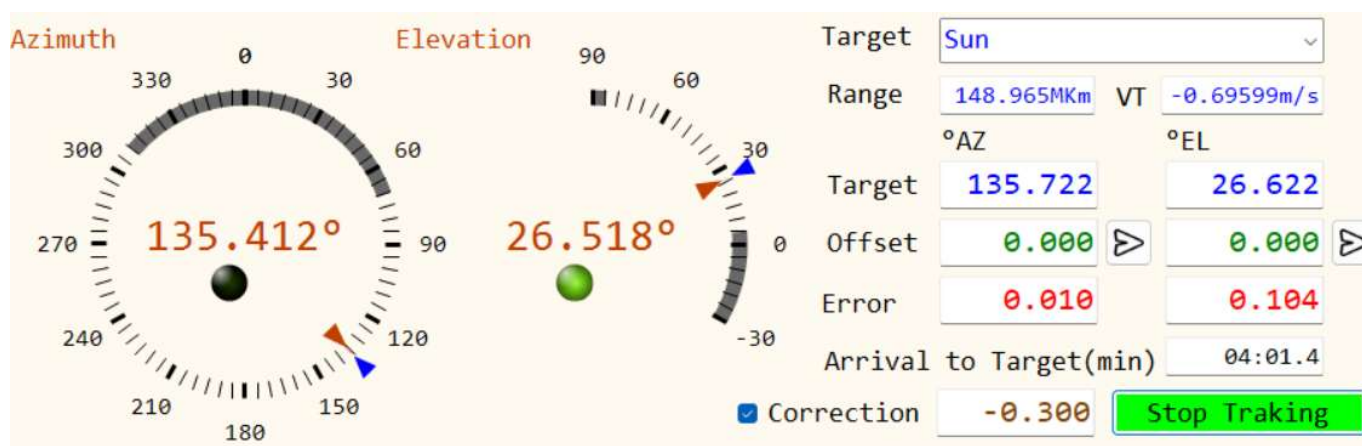 Azimuth
0
330
30
300
60
270
135.412°
90
240
120
210
150
180
Elevation
90
60
30
26.518°
0
-30
Target Sun
Range 148.965MKm VT -0.69599m/s
°AZ °EL
Target 135.722 26.622
Offset 0.000 0.000
Error 0.010 0.104
Arrival to Target(min) 04:01.4
Correction -0.300 Stop Traking